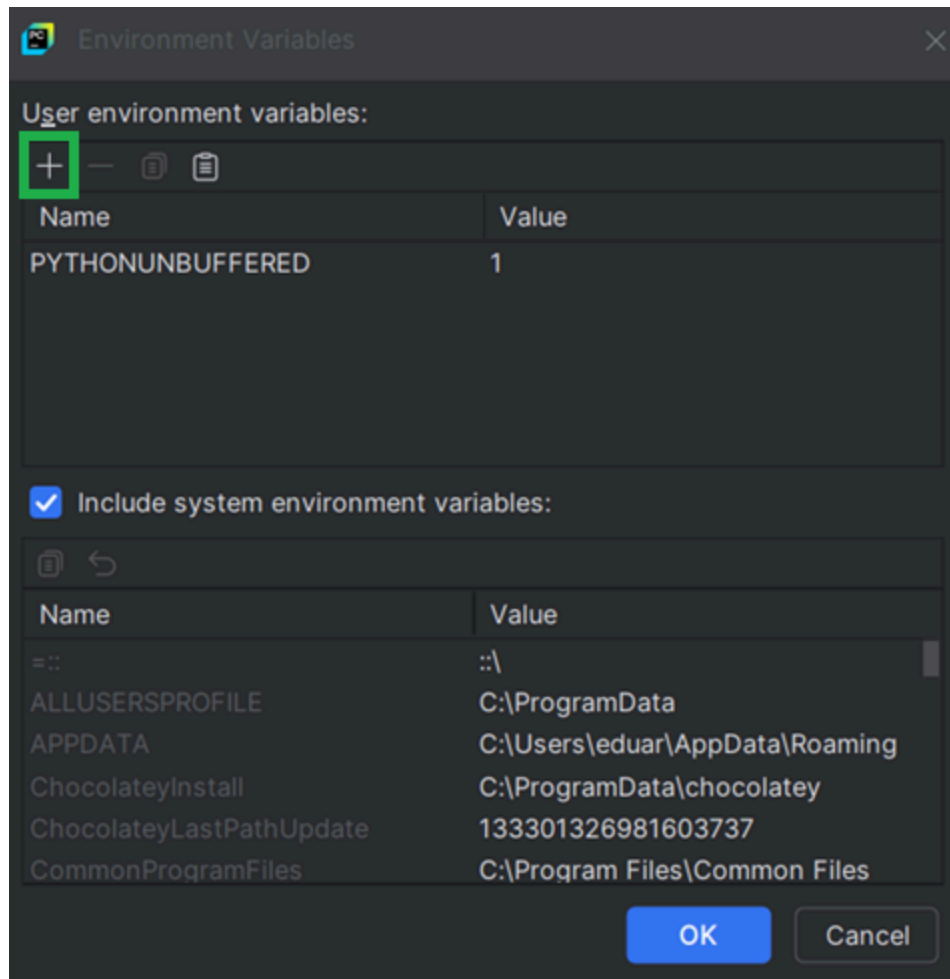 Environment Variables
User environment variables:
Name Value
PYTHONUNBUFFERED 1
Include system environment variables:
Name Value
=:: ::\
ALLUSERSPROFILE C:\ProgramData
APPDATA C:\Users\eduar\AppData\Roaming
ChocolateyInstall C:\ProgramData\chocolatey
ChocolateyLastPathUpdate 133301326981603737
CommonProgramFiles C:\Program Files\Common Files
OK Cancel